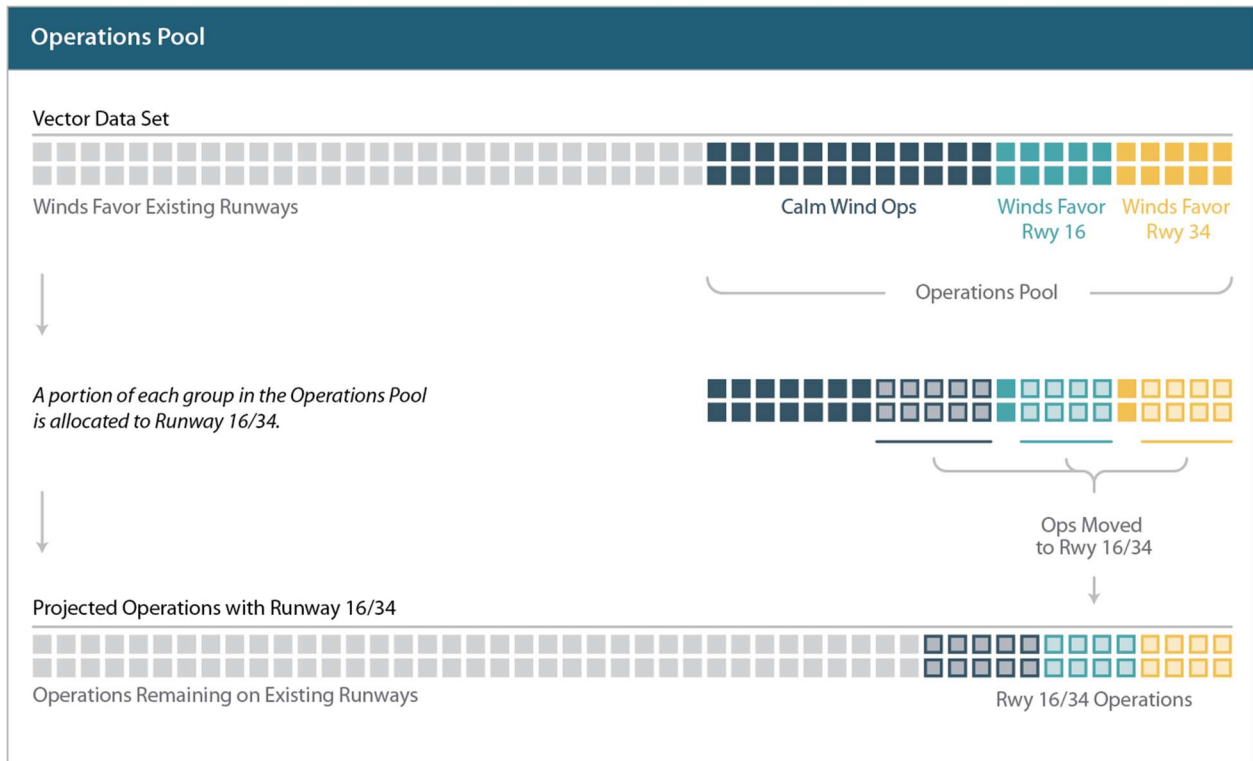 Operations Pool
Vector Data Set
Winds Favor Existing Runways
Calm Wind Ops
Winds Favor
Rwy 16
Winds Favor
Rwy 34
Operations Pool
A portion of each group in the Operations Pool
is allocated to Runway 16/34.
Ops Moved
to Rwy 16/34
Projected Operations with Runway 16/34
Operations Remaining on Existing Runways
Rwy 16/34 Operations